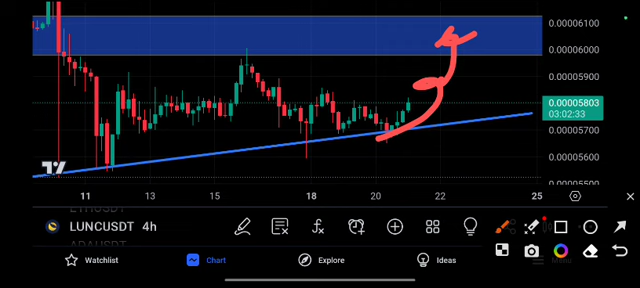 0.00006100
0.00006000
0.00005900
0.00005803
03:02:33
0.00005700
0.00005600
0.00005500
11 13 15 18 20 22 25
LUNCUSDT 4h
Watchlist Chart Explore Ideas